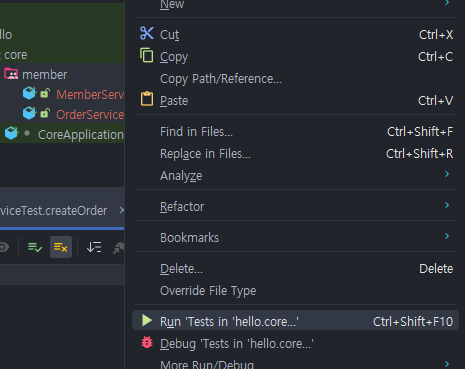 New
llo
core
Cut Ctrl+X
Copy Ctrl+C
member
Copy Path/Reference...
MemberServ
Paste Ctrl+V
OrderService
CoreApplication
Find in Files... Ctrl+Shift+F
Replace in Files... Ctrl+Shift+R
Analyze
viceTest.createOrder
Refactor
Bookmarks
Delete... Delete
Override File Type
Run 'Tests in 'hello.core...'' Ctrl+Shift+F10
Debug 'Tests in 'hello.core...''
More Run/Debug